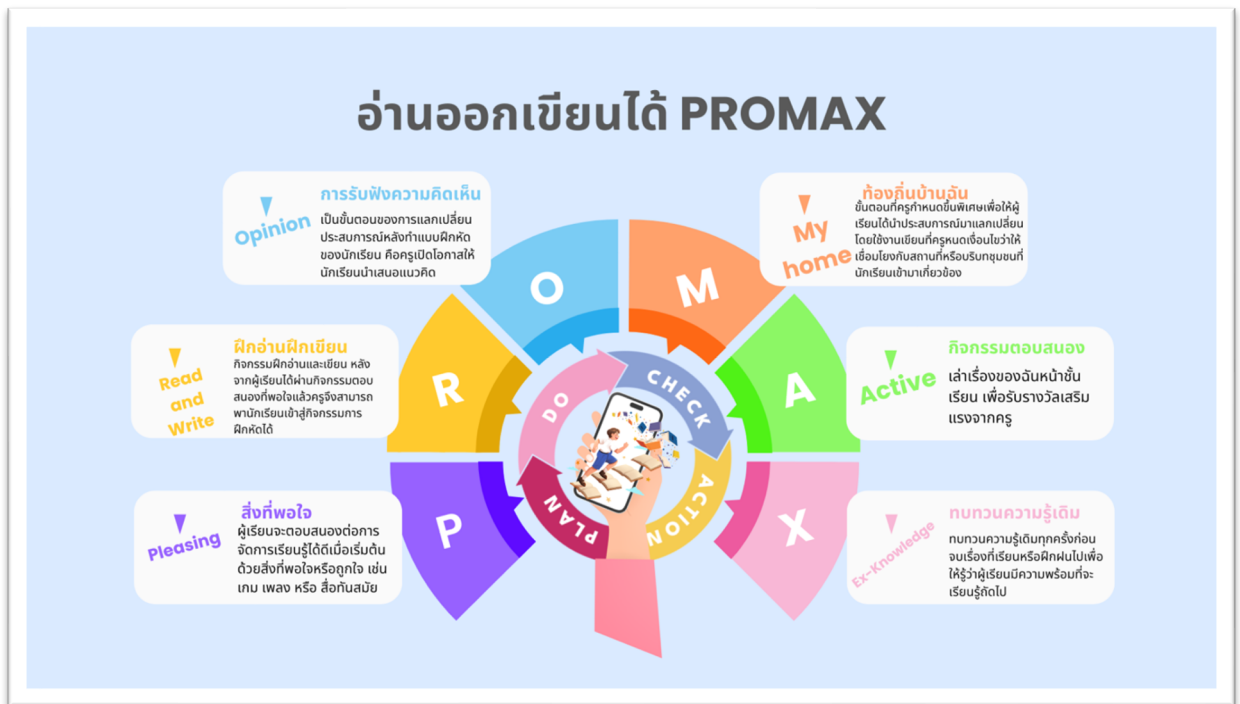 อ่านออกเขียนได้ PROMAX
Opinion
การรับฟังความคิดเห็น
เป็นขั้นตอนของการแลกเปลี่ยน
ประสบการณ์หลังทำแบบฝึกหัด
ของนักเรียน คือครูเปิดโอกาสให้
นักเรียนนำเสนอแนวคิด
My
home
ท้องถิ่นบ้านฉัน
ขั้นตอนที่ครูกำหนดขึ้นพิเศษเพื่อให้ผู้
เรียนได้นำประสบการณ์มาแลกเปลี่ยน
โดยใช้งานเขียนที่ครูหนดเงื่อนไขว่าให้
เชื่อมโยงกับสถานที่หรือบริบทชุมชนที่
นักเรียนเข้ามาเกี่ยวข้อง
Read
and
Write
ฝึกอ่านฝึกเขียน
กิจกรรมฝึกอ่านและเขียน หลัง
จากผู้เรียนได้ผ่านกิจกรรมตอบ
สนองที่พอใจแล้วครูจึงสามารถ
พานักเรียนเข้าสู่กิจกรรมการ
ฝึกหัดได้
Active
กิจกรรมตอบสนอง
เล่าเรื่องของฉันหน้าชั้น
เรียน เพื่อรับรางวัลเสริม
แรงจากครู
Pleasing
สิ่งที่พอใจ
ผู้เรียนจะตอบสนองต่อการ
จัดการเรียนรู้ได้ดีเมื่อเริ่มต้น
ด้วยสิ่งที่พอใจหรือถูกใจ เช่น
เกม เพลง หรือ สื่อทันสมัย
Ex-Knowledge
ทบทวนความรู้เดิม
ทบทวนความรู้เดิมทุกครั้งก่อน
จบเรื่องที่เรียนหรือฝึกฝนไปเพื่อ
ให้รู้ว่าผู้เรียนมีความพร้อมที่จะ
เรียนรู้ถัดไป
P
R
O
M
A
X
PLAN
DO
CHECK
ACTION